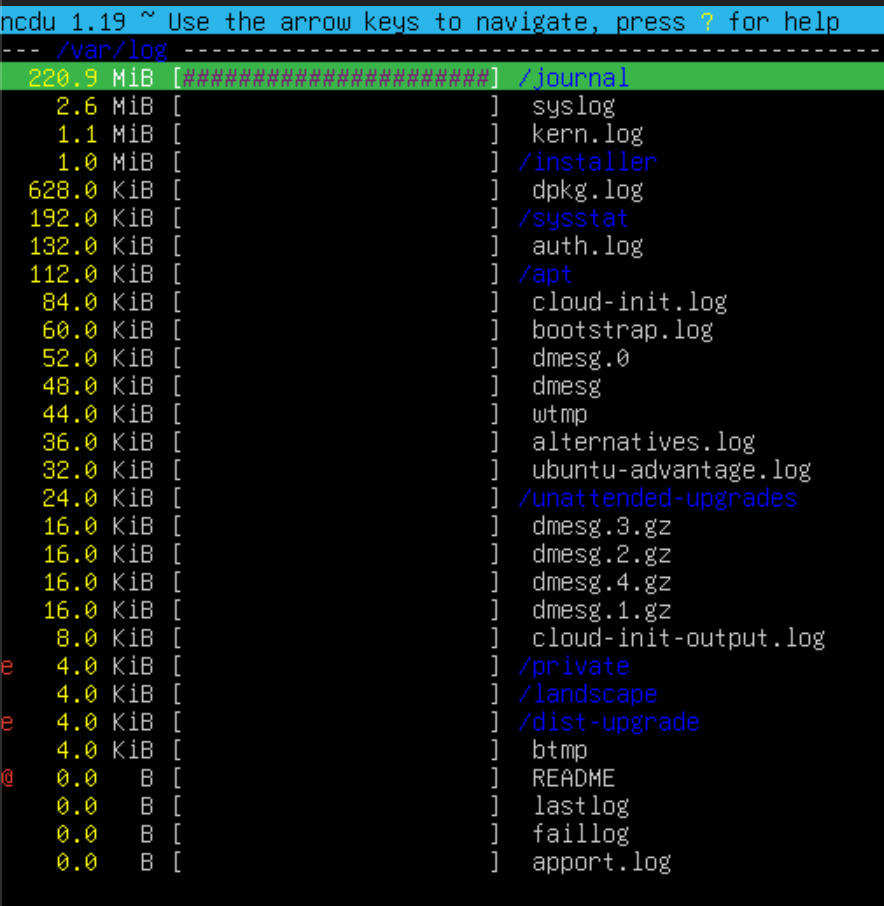 ncdu 1.19 ~ Use the arrow keys to navigate, press ? for help
--- /var/log --------------------------------------------------
  220.9 MiB [######################] /journal
    2.6 MiB [                      ]  syslog
    1.1 MiB [                      ]  kern.log
    1.0 MiB [                      ] /installer
  628.0 KiB [                      ]  dpkg.log
  192.0 KiB [                      ] /sysstat
  132.0 KiB [                      ]  auth.log
  112.0 KiB [                      ] /apt
   84.0 KiB [                      ]  cloud-init.log
   60.0 KiB [                      ]  bootstrap.log
   52.0 KiB [                      ]  dmesg.0
   48.0 KiB [                      ]  dmesg
   44.0 KiB [                      ]  wtmp
   36.0 KiB [                      ]  alternatives.log
   32.0 KiB [                      ]  ubuntu-advantage.log
   24.0 KiB [                      ] /unattended-upgrades
   16.0 KiB [                      ]  dmesg.3.gz
   16.0 KiB [                      ]  dmesg.2.gz
   16.0 KiB [                      ]  dmesg.4.gz
   16.0 KiB [                      ]  dmesg.1.gz
    8.0 KiB [                      ]  cloud-init-output.log
e   4.0 KiB [                      ] /private
    4.0 KiB [                      ] /landscape
e   4.0 KiB [                      ] /dist-upgrade
    4.0 KiB [                      ]  btmp
@   0.0   B [                      ]  README
    0.0   B [                      ]  lastlog
    0.0   B [                      ]  faillog
    0.0   B [                      ]  apport.log